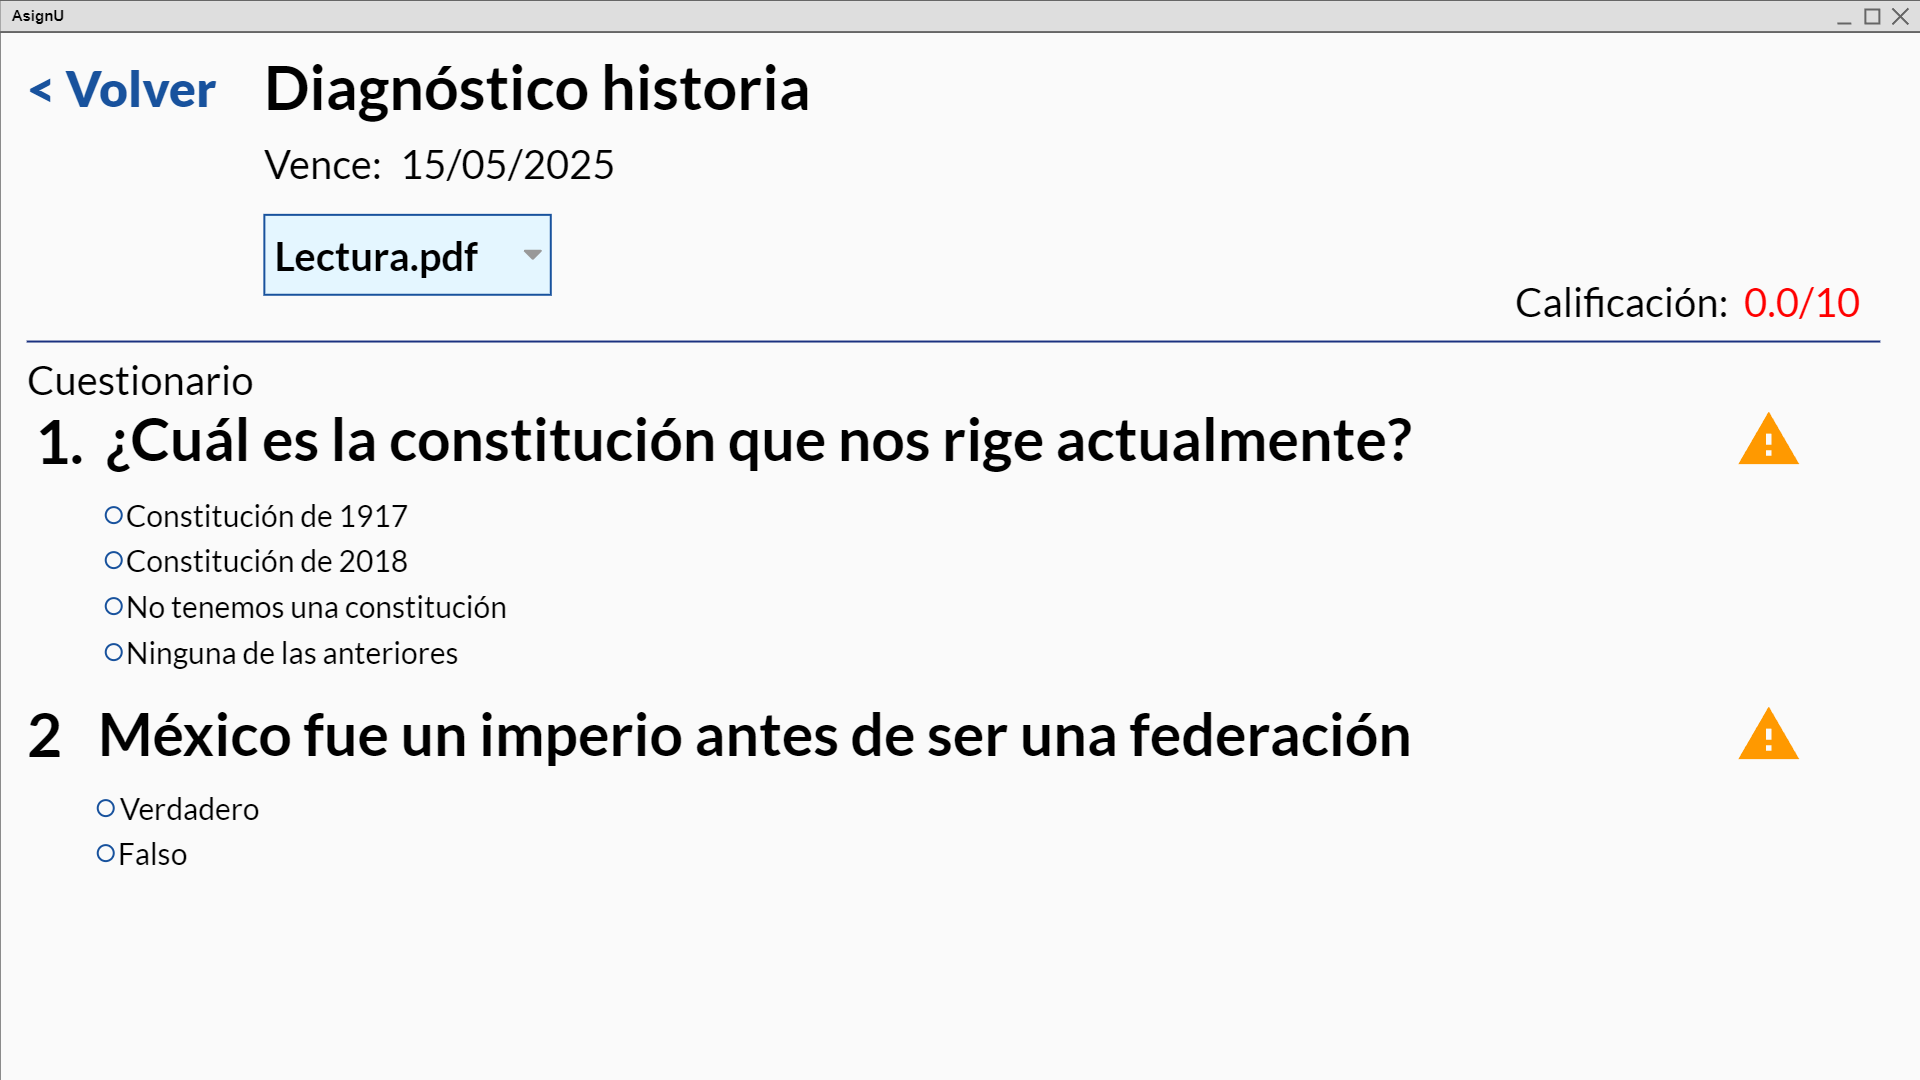 AsignU
< Volver
Diagnóstico historia
Vence: 15/05/2025
Lectura.pdf
Calificación: 0.0/10
Cuestionario
1. ¿Cuál es la constitución que nos rige actualmente?
Constitución de 1917
Constitución de 2018
No tenemos una constitución
Ninguna de las anteriores
2 México fue un imperio antes de ser una federación
Verdadero
Falso